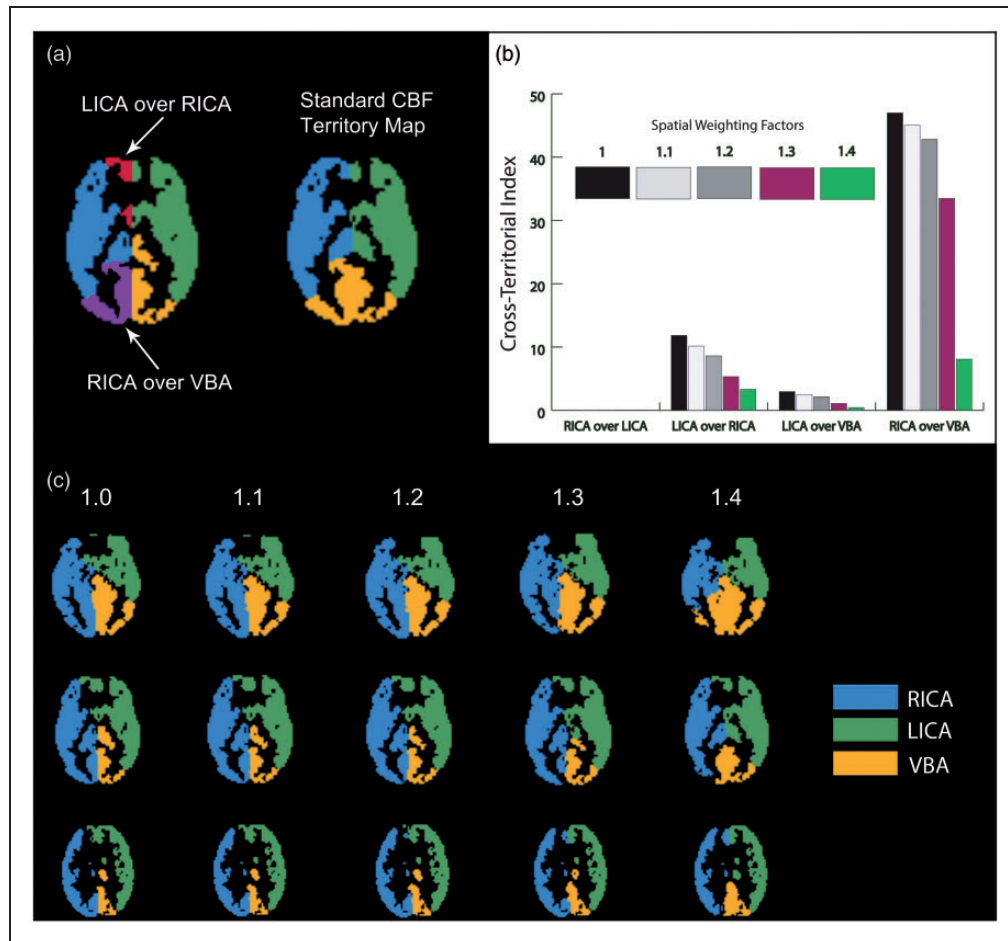 (a)
LICA over RICA
Standard CBF
Territory Map
RICA over VBA
(b)
Cross-Territorial Index
50
40
30
20
10
0
Spatial Weighting Factors
1 1.1 1.2 1.3 1.4
RICA over LICA LICA over RICA LICA over VBA RICA over VBA
(c)
1.0 1.1 1.2 1.3 1.4
RICA
LICA
VBA